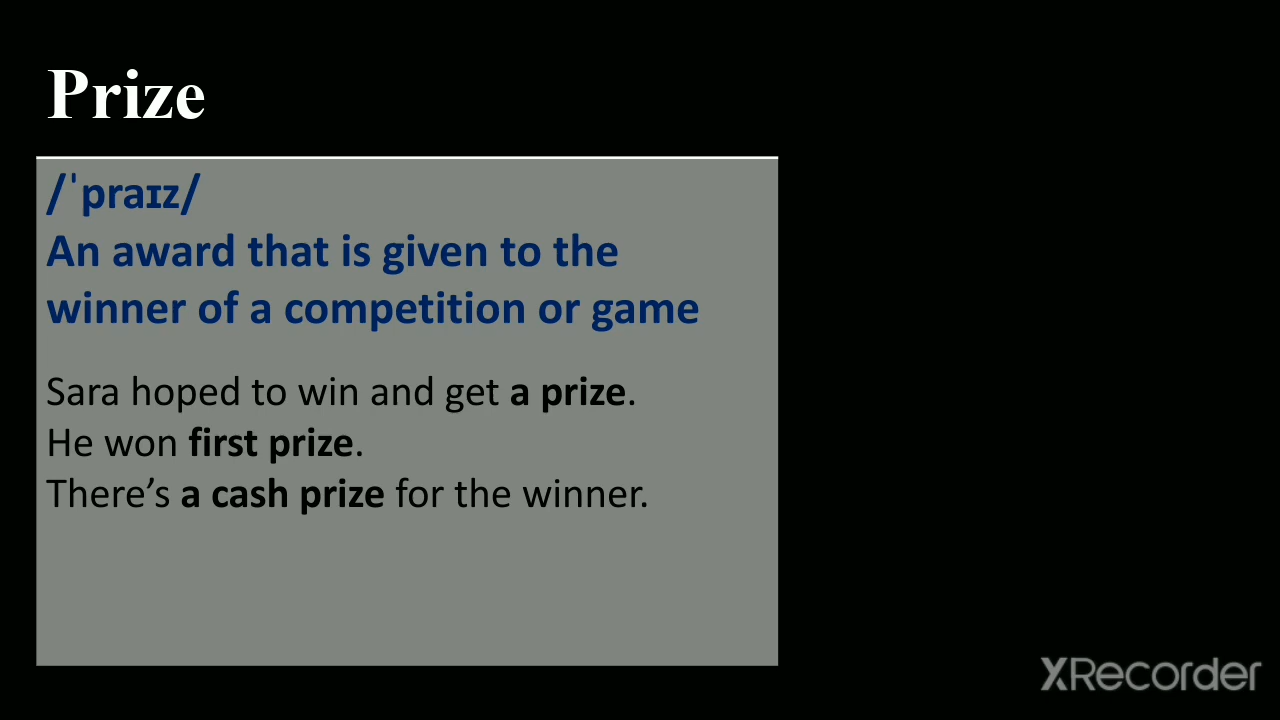 Prize
/ˈpraɪz/
An award that is given to the
winner of a competition or game
Sara hoped to win and get a prize.
He won first prize.
There’s a cash prize for the winner.
XRecorder